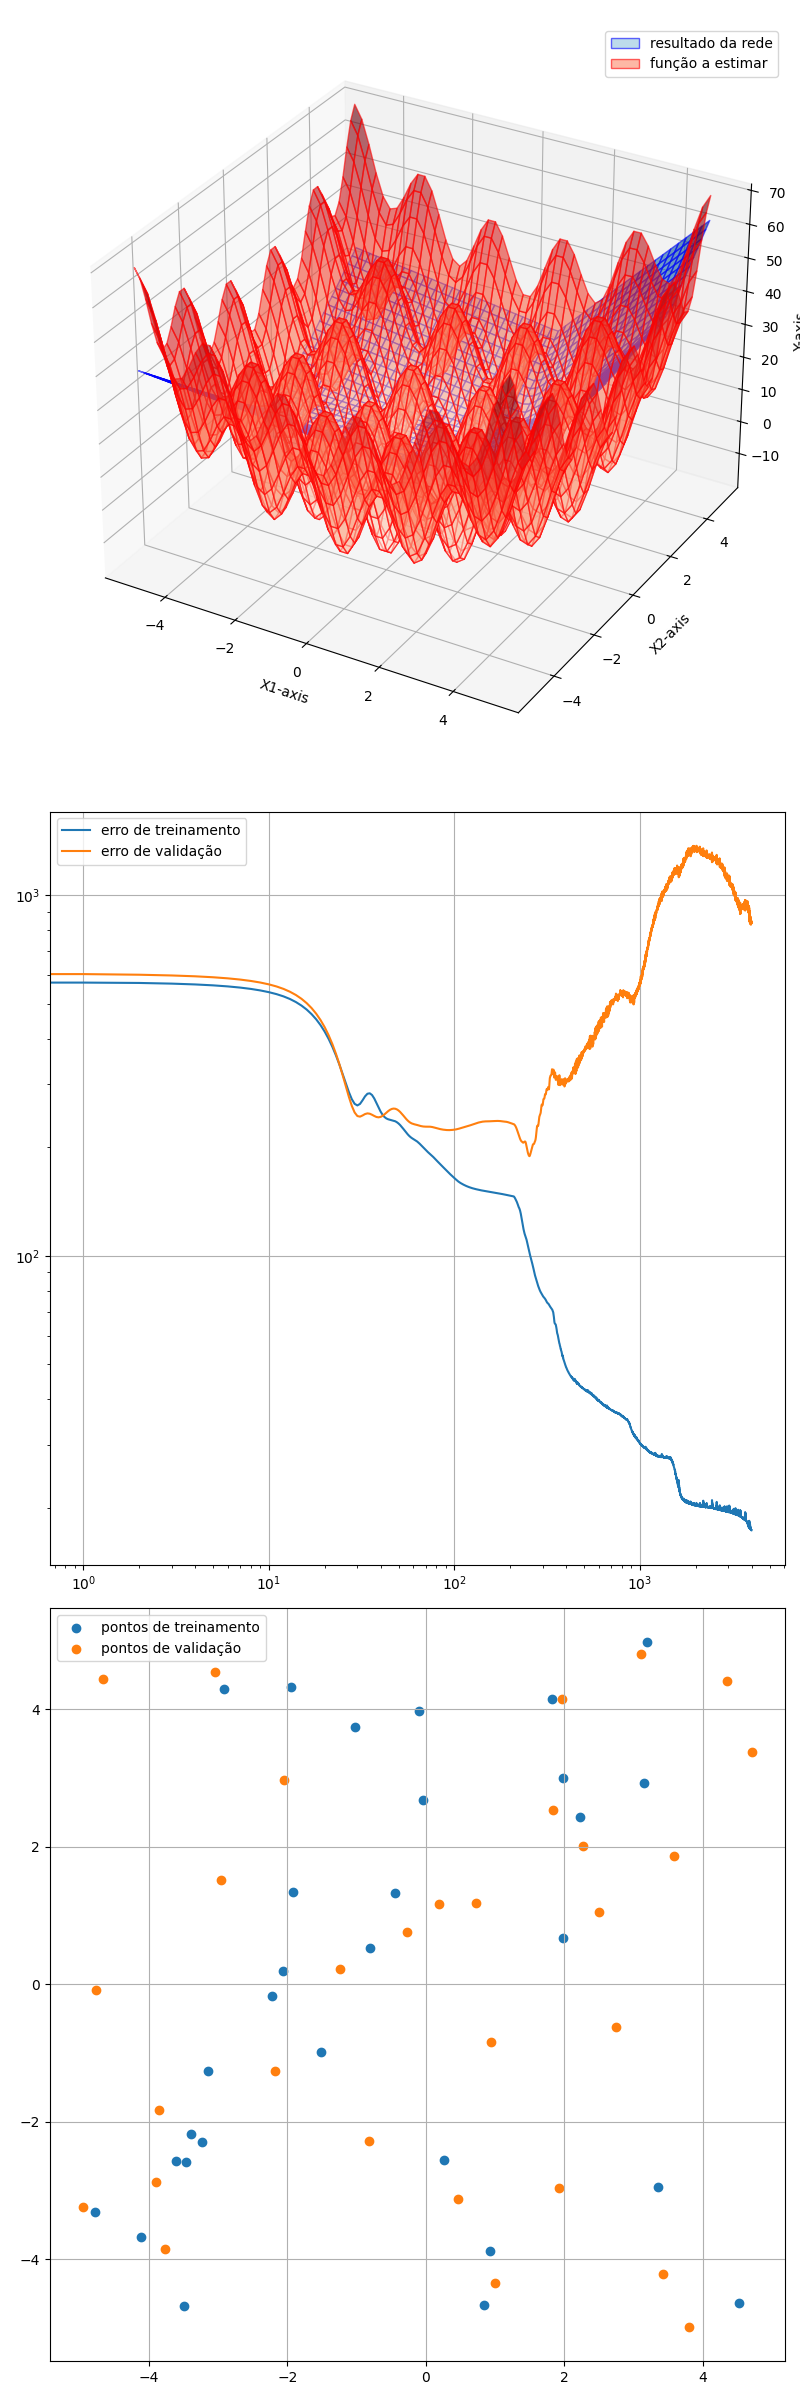 resultado da rede
função a estimar
70
60
50
40
30
20
10
0
−10
Y-axis
4
2
0
−2
−4
X2-axis
−4
−2
0
2
4
X1-axis
erro de treinamento
erro de validação
10³
10²
10⁰ 10¹ 10² 10³
pontos de treinamento
pontos de validação
4
2
0
−2
−4
−4 −2 0 2 4